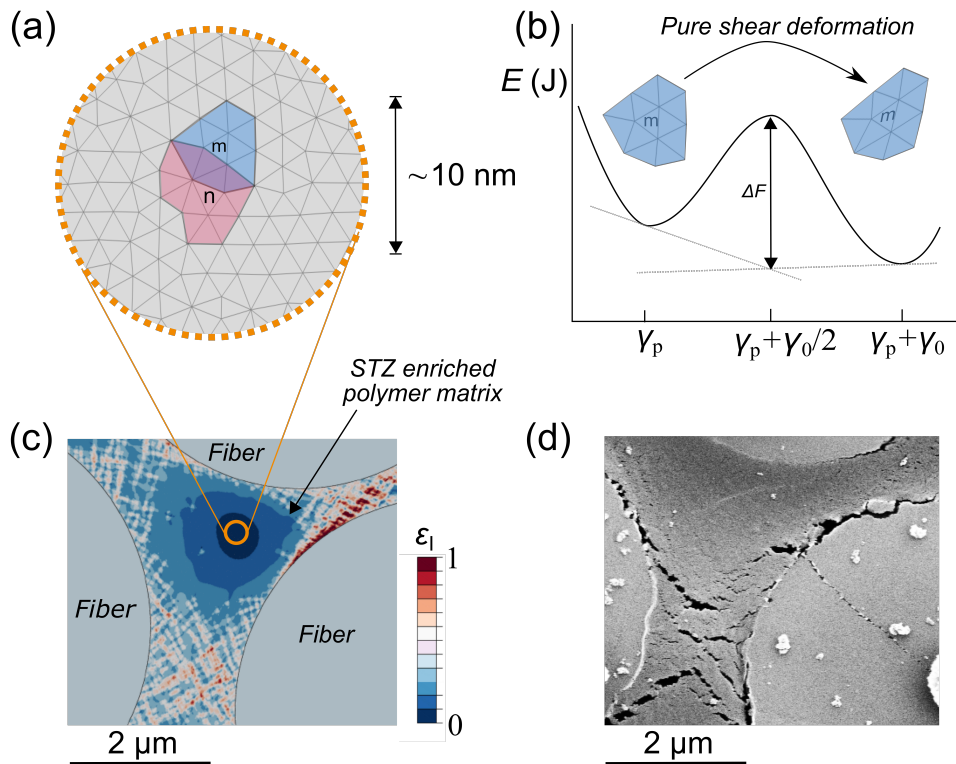 (a)
m
n
~10 nm
(b)
Pure shear deformation
E (J)
m
m
ΔF
γp
γp+γ0/2
γp+γ0
STZ enriched
polymer matrix
(c)
Fiber
Fiber
Fiber
εI
1
0
2 μm
(d)
2 μm